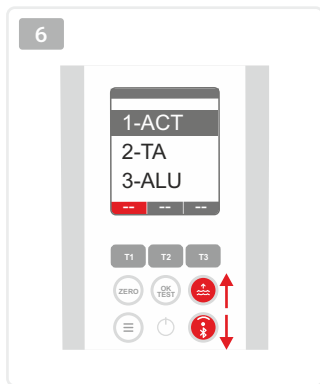 6
1-ACT
2-TA
3-ALU
-- -- --
T1 T2 T3
ZERO OK TEST